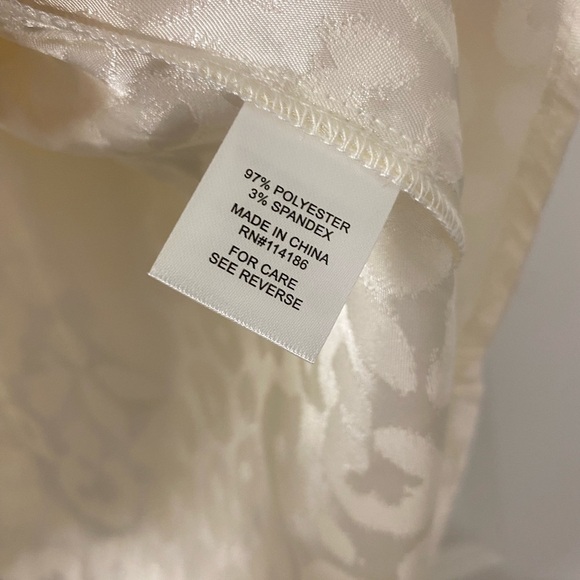 97% POLYESTER
3% SPANDEX
MADE IN CHINA
RN#114186
FOR CARE
SEE REVERSE